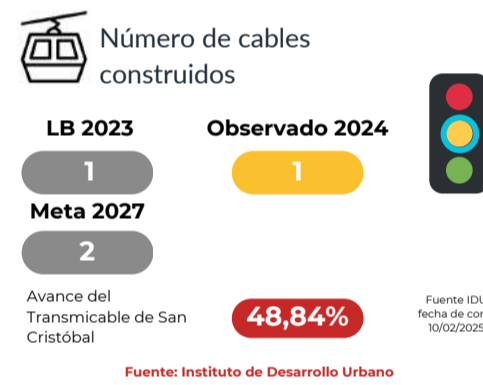 Número de cables
construidos
LB 2023
Observado 2024
1
1
Meta 2027
2
Avance del
Transmicable de San
Cristóbal
48,84%
Fuente IDU
fecha de
10/02/2025
Fuente: Instituto de Desarrollo Urbano